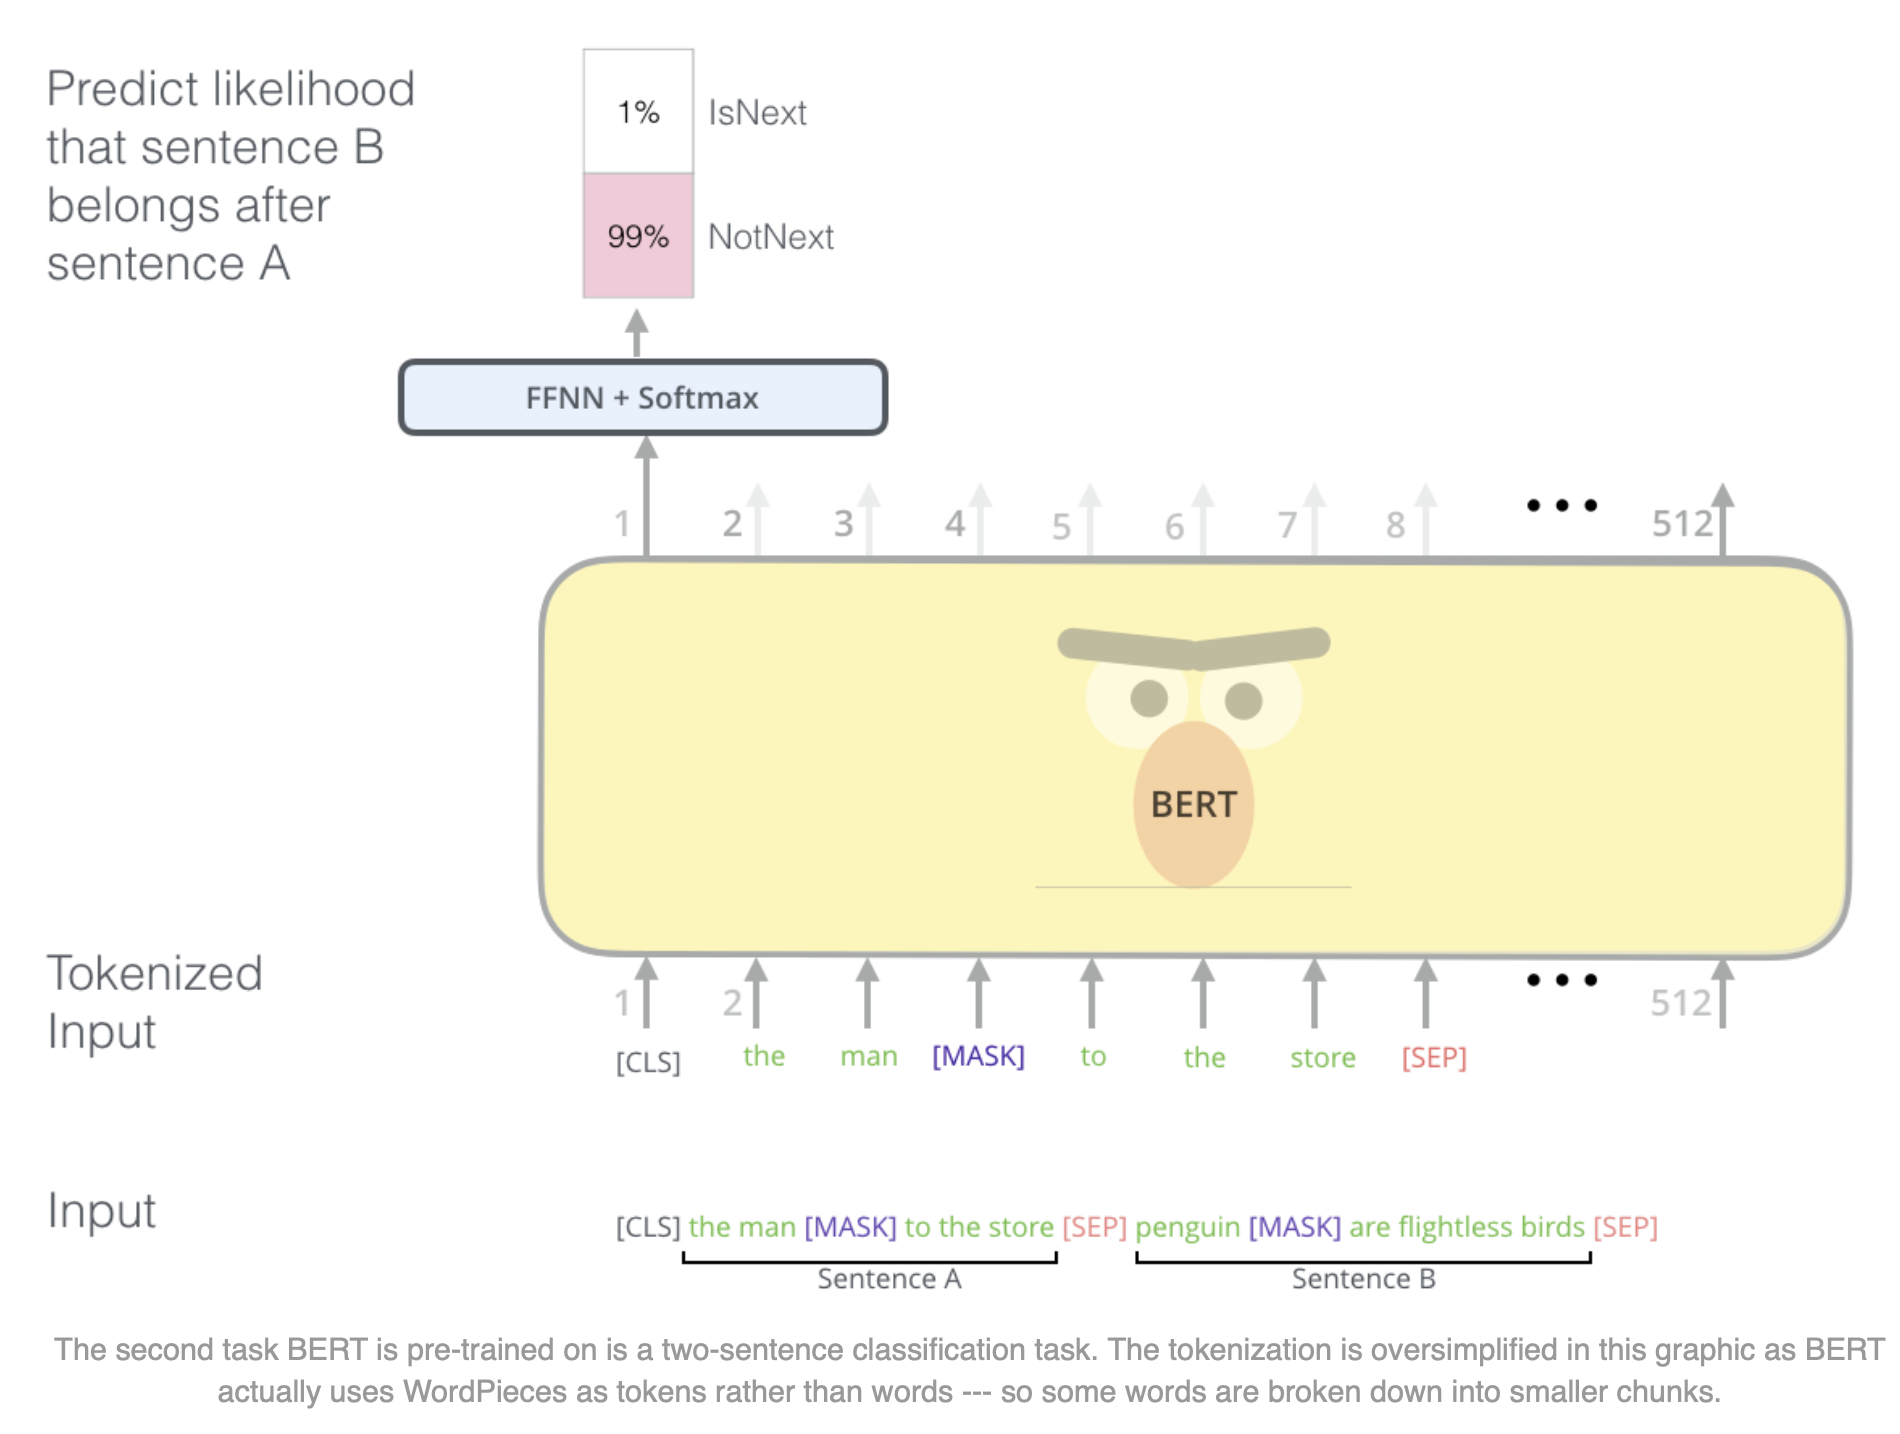 Predict likelihood
that sentence B
belongs after
sentence A
1% IsNext
99% NotNext
FFNN + Softmax
1 2 3 4 5 6 7 8 ••• 512
BERT
Tokenized
Input
1 2 ••• 512
[CLS] the man [MASK] to the store [SEP]
Input
[CLS] the man [MASK] to the store [SEP] penguin [MASK] are flightless birds [SEP]
Sentence A Sentence B
The second task BERT is pre-trained on is a two-sentence classification task. The tokenization is oversimplified in this graphic as BERT
actually uses WordPieces as tokens rather than words --- so some words are broken down into smaller chunks.